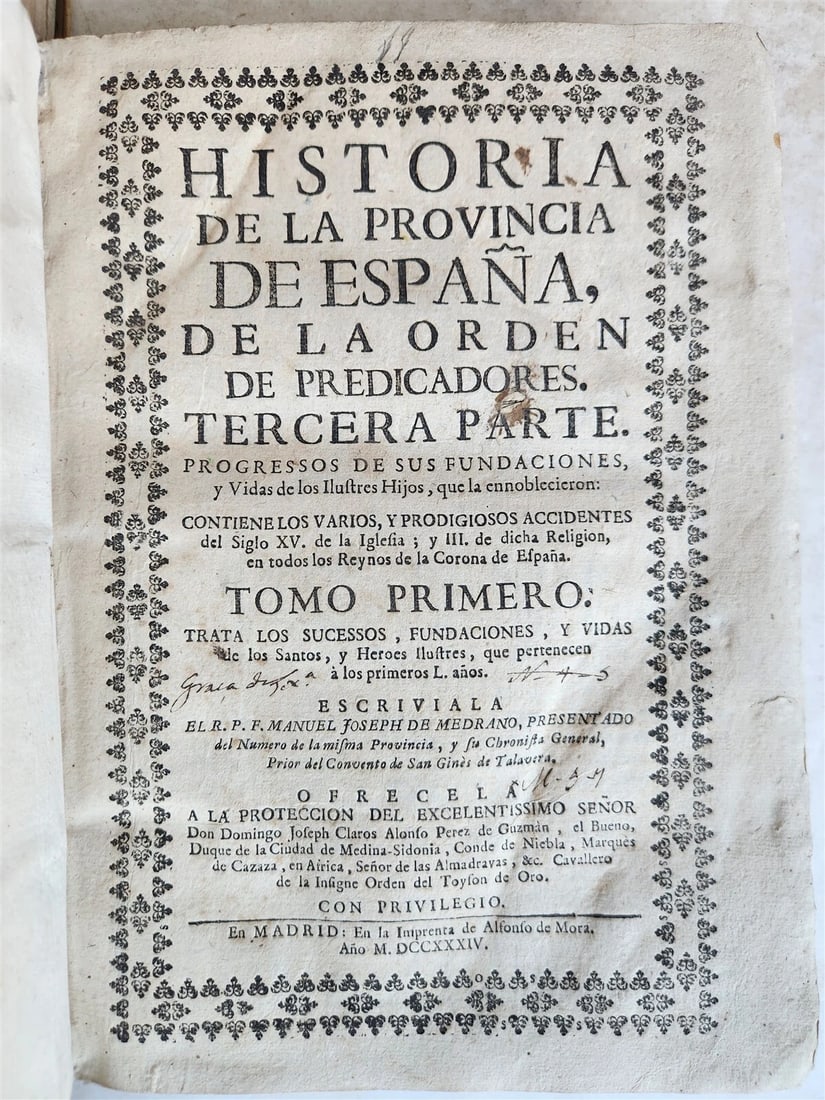 HISTORIA
DE LA PROVINCIA
DE ESPAÑA,
DE LA ORDEN
DE PREDICADORES.
TERCERA PARTE.
PROGRESSOS DE SUS FUNDACIONES,
y Vidas de los Iluſtres Hijos, que la ennoblecieron:
CONTIENE LOS VARIOS, Y PRODIGIOSOS ACCIDENTES
del Siglo XV. de la Igleſia; y III. de dicha Religion,
en todos los Reynos de la Corona de Eſpaña.
TOMO PRIMERO:
TRATA LOS SUCESSOS, FUNDACIONES, Y VIDAS
de los Santos, y Heroes Iluſtres, que pertenecen
à los primeros L. años.
ESCRIVIALA
EL R. P. F. MANUEL JOSEPH DE MEDRANO, PRESENTADO
del Numero de la miſma Provincia, y ſu Chroniſta General,
Prior del Convento de San Ginès de Talavera.
OFRECELA
A LA PROTECCION DEL EXCELENTISSIMO SEÑOR
Don Domingo Joſeph Claros Alonſo Perez de Guzmán, el Bueno,
Duque de la Ciudad de Medina-Sidonia, Conde de Niebla, Marquès
de Cazaza, en Africa, Señor de las Almadravas, &c. Cavallero
de la Inſigne Orden del Toyſon de Oro.
CON PRIVILEGIO.
En MADRID: En la Imprenta de Alfonſo de Mora.
Año M. DCCXXXIV.